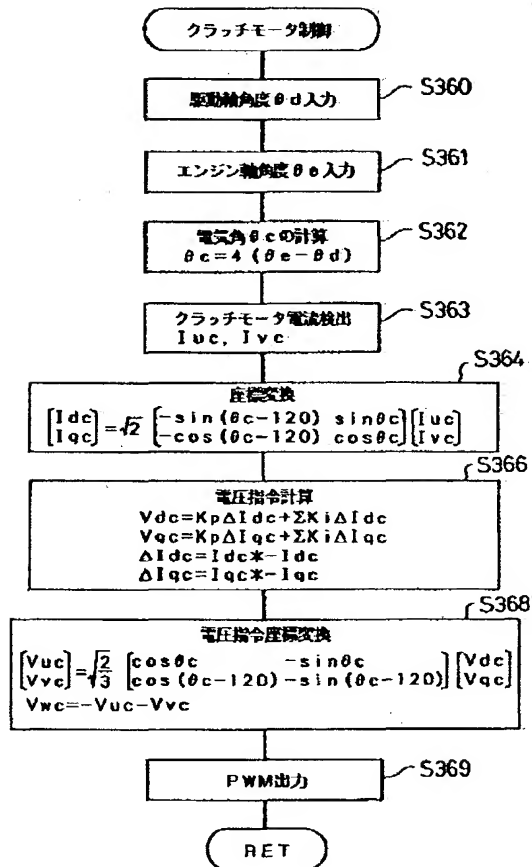 クラッチモータ制御
S360
駆動軸角度θd入力
S361
エンジン軸角度θe入力
S362
電気角θcの計算
θc=4(θe-θd)
S363
クラッチモータ電流検出
Iuc, Ivc
S364
座標変換
[Idc]=√2 [-sin(θc-120) sinθc][Iuc]
[Iqc] [-cos(θc-120) cosθc][Ivc]
S366
電圧指令計算
Vdc=KpΔIdc+ΣKiΔIdc
Vqc=KpΔIqc+ΣKiΔIqc
ΔIdc=Idc*-Idc
ΔIqc=Iqc*-Iqc
S368
電圧指令座標変換
[Vuc]=√2/3 [cosθc -sinθc][Vdc]
[Vvc] [cos(θc-120)-sin(θc-120)][Vqc]
Vwc=-Vuc-Vvc
S369
PWM出力
RET